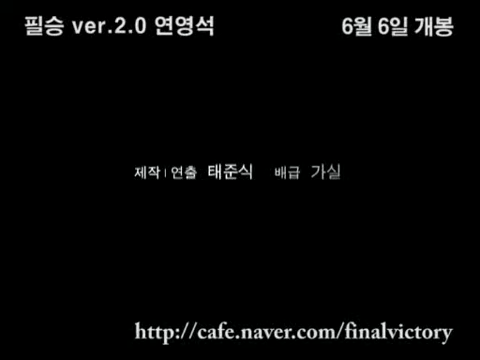 필승 ver.2.0 연영석 6월 6일 개봉
제작 | 연출 태준식 배급 가실
http://cafe.naver.com/finalvictory